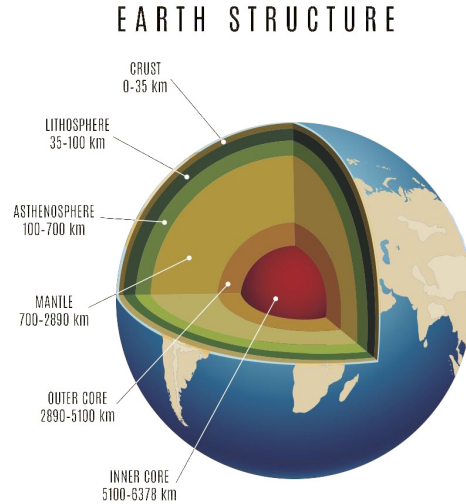 EARTH STRUCTURE
CRUST
0-35 km
LITHOSPHERE
35-100 km
ASTHENOSPHERE
100-700 km
MANTLE
700-2890 km
OUTER CORE
2890-5100 km
INNER CORE
5100-6378 km